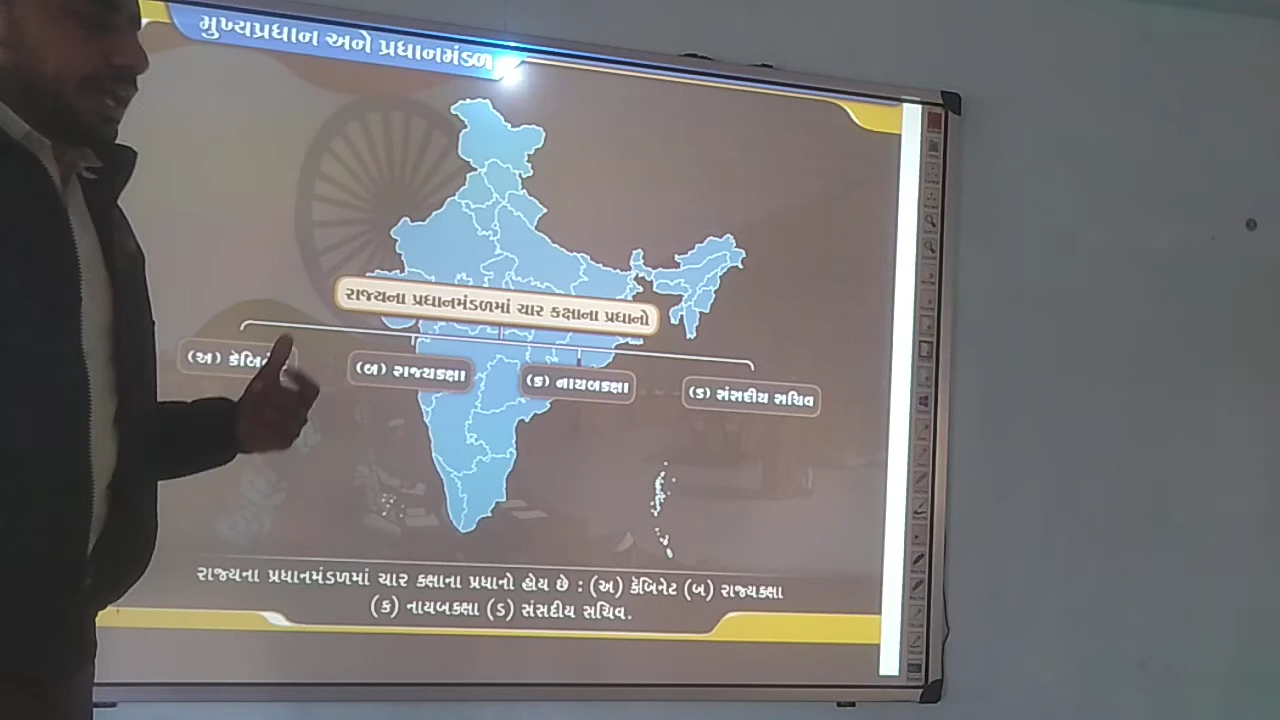 મુખ્યપ્રધાન અને પ્રધાનમંડળ
રાજ્યના પ્રધાનમંડળમાં ચાર કક્ષાના પ્રધાનો
(અ)
(બ) રાજ્યકક્ષા
(ક) નાયબકક્ષા
(ડ) સંસદીય સચિવ
રાજ્યના પ્રધાનમંડળમાં ચાર કક્ષાના પ્રધાનો હોય છે : (અ) કૅબિનેટ (બ) રાજ્યકક્ષા
(ક) નાયબકક્ષા (ડ) સંસદીય સચિવ.